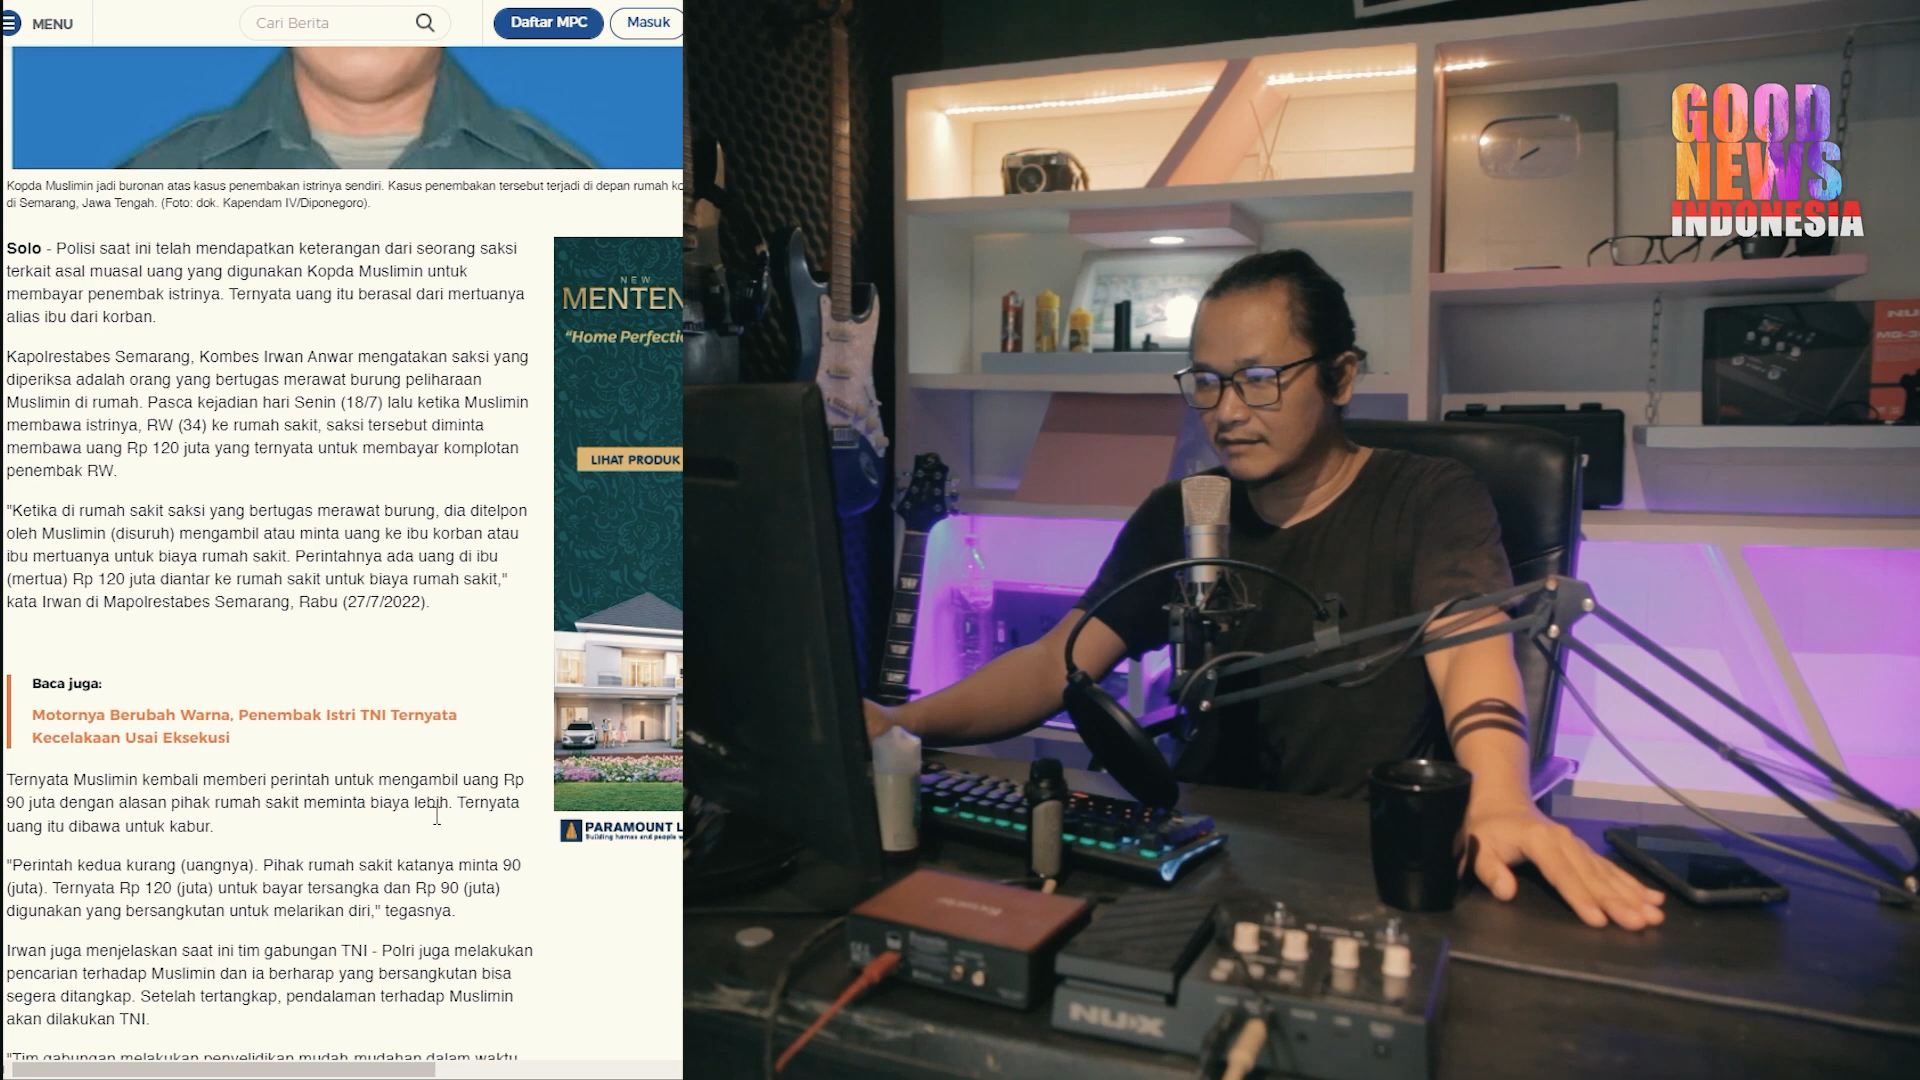 MENU
Cari Berita
Daftar MPC
Masuk
Kopda Muslimin jadi buronan atas kasus penembakan istrinya sendiri. Kasus penembakan tersebut terjadi di depan rumah
di Semarang, Jawa Tengah. (Foto: dok. Kapendam IV/Diponegoro).
Solo - Polisi saat ini telah mendapatkan keterangan dari seorang saksi
terkait asal muasal uang yang digunakan Kopda Muslimin untuk
membayar penembak istrinya. Ternyata uang itu berasal dari mertuanya
alias ibu dari korban.
Kapolrestabes Semarang, Kombes Irwan Anwar mengatakan saksi yang
diperiksa adalah orang yang bertugas merawat burung peliharaan
Muslimin di rumah. Pasca kejadian hari Senin (18/7) lalu ketika Muslimin
membawa istrinya, RW (34) ke rumah sakit, saksi tersebut diminta
membawa uang Rp 120 juta yang ternyata untuk membayar komplotan
penembak RW.
"Ketika di rumah sakit saksi yang bertugas merawat burung, dia ditelpon
oleh Muslimin (disuruh) mengambil atau minta uang ke ibu korban atau
ibu mertuanya untuk biaya rumah sakit. Perintahnya ada uang di ibu
(mertua) Rp 120 juta diantar ke rumah sakit untuk biaya rumah sakit,"
kata Irwan di Mapolrestabes Semarang, Rabu (27/7/2022).
Baca juga:
Motornya Berubah Warna, Penembak Istri TNI Ternyata
Kecelakaan Usai Eksekusi
Ternyata Muslimin kembali memberi perintah untuk mengambil uang Rp
90 juta dengan alasan pihak rumah sakit meminta biaya lebih. Ternyata
uang itu dibawa untuk kabur.
"Perintah kedua kurang (uangnya). Pihak rumah sakit katanya minta 90
(juta). Ternyata Rp 120 (juta) untuk bayar tersangka dan Rp 90 (juta)
digunakan yang bersangkutan untuk melarikan diri," tegasnya.
Irwan juga menjelaskan saat ini tim gabungan TNI - Polri juga melakukan
pencarian terhadap Muslimin dan ia berharap yang bersangkutan bisa
segera ditangkap. Setelah tertangkap, pendalaman terhadap Muslimin
akan dilakukan TNI.
"Tim gabungan melakukan penyelidikan mudah-mudahan dalam waktu
NEW
MENTEN
"Home Perfecti
LIHAT PRODUK
PARAMOUNT L
Building homes and people w
GOOD
NEWS
INDONESIA
NUX